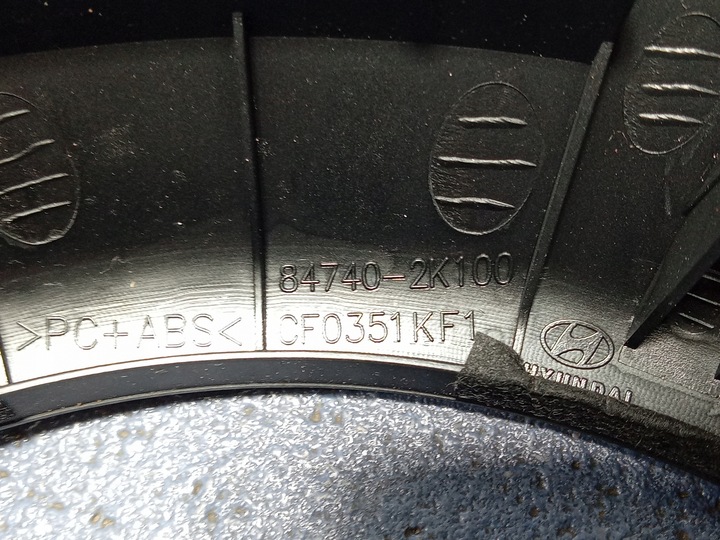 84740-2K100
>PC+ABS<
CF0351KF1
HYUNDAI